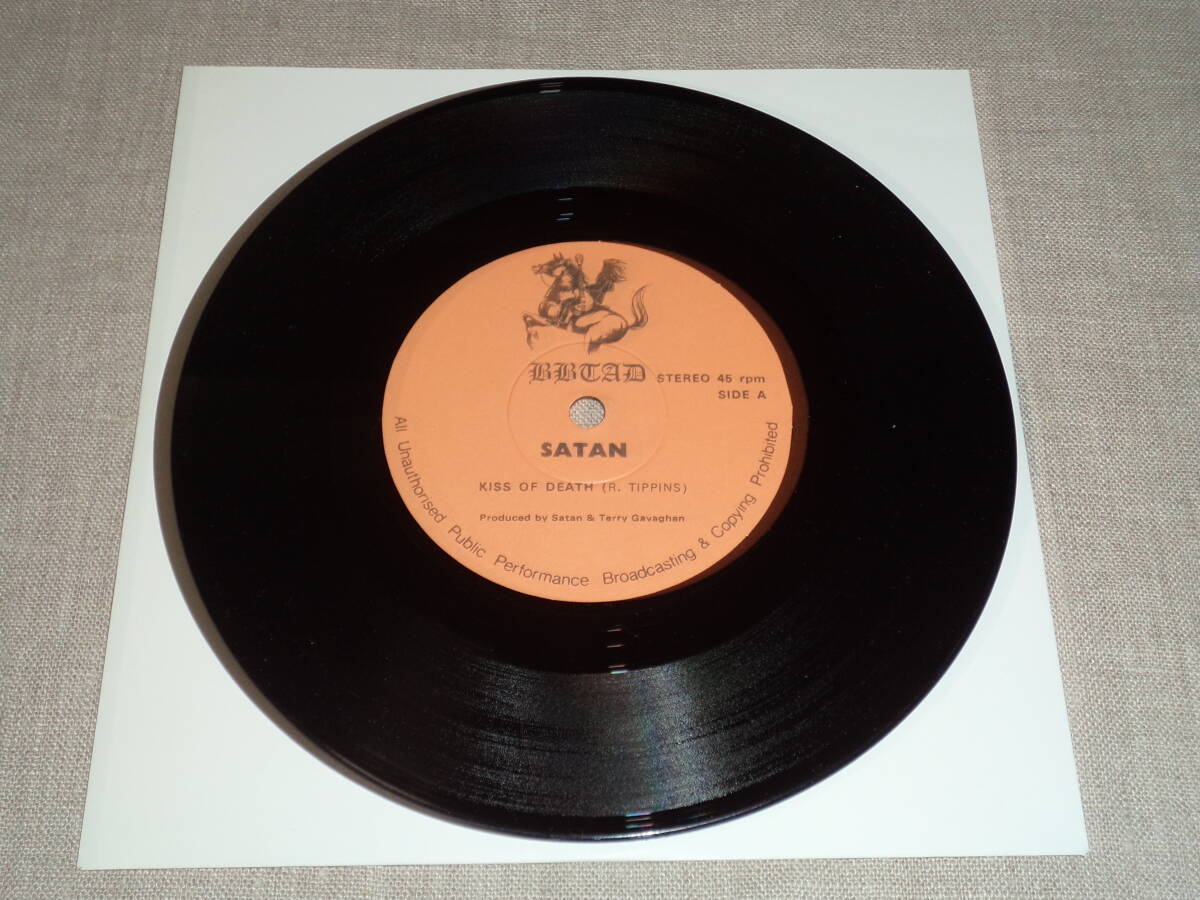 BBTAD
STEREO 45 rpm
SIDE A
SATAN
KISS OF DEATH (R. TIPPINS)
Produced by Satan & Terry Gavaghan
All Unauthorised Public Performance Broadcasting & Copying Prohibited